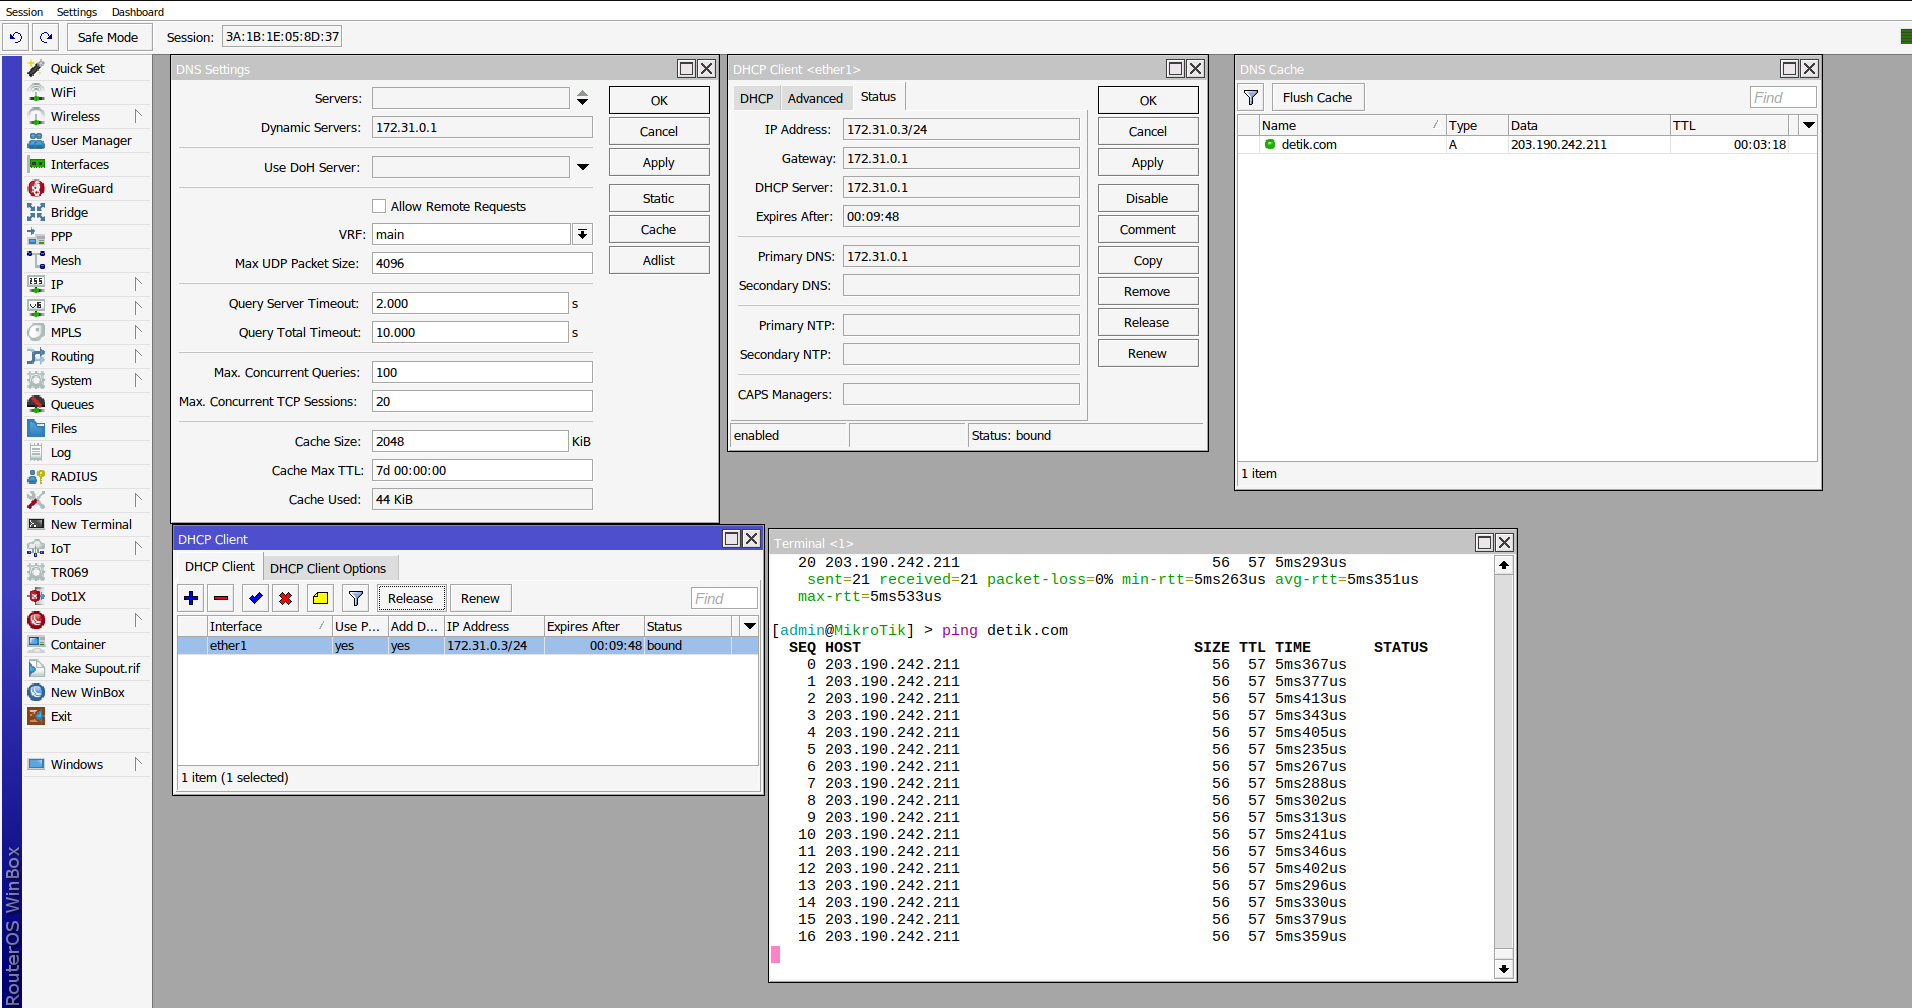 Session Settings Dashboard
Safe Mode Session: 3A:1B:1E:05:8D:37
Quick Set
WiFi
Wireless
User Manager
Interfaces
WireGuard
Bridge
PPP
Mesh
IP
IPv6
MPLS
Routing
System
Queues
Files
Log
RADIUS
Tools
New Terminal
IoT
TR069
Dot1X
Dude
Container
Make Supout.rif
New WinBox
Exit
Windows
RouterOS WinBox
DNS Settings
Servers:
Dynamic Servers: 172.31.0.1
Use DoH Server:
Allow Remote Requests
VRF: main
Max UDP Packet Size: 4096
Query Server Timeout: 2.000 s
Query Total Timeout: 10.000 s
Max. Concurrent Queries: 100
Max. Concurrent TCP Sessions: 20
Cache Size: 2048 KiB
Cache Max TTL: 7d 00:00:00
Cache Used: 44 KiB
OK
Cancel
Apply
Static
Cache
Adlist
DHCP Client <ether1>
DHCP Advanced Status
IP Address: 172.31.0.3/24
Gateway: 172.31.0.1
DHCP Server: 172.31.0.1
Expires After: 00:09:48
Primary DNS: 172.31.0.1
Secondary DNS:
Primary NTP:
Secondary NTP:
CAPS Managers:
OK
Cancel
Apply
Disable
Comment
Copy
Remove
Release
Renew
enabled Status: bound
DNS Cache
Flush Cache Find
Name Type Data TTL
detik.com A 203.190.242.211 00:03:18
1 item
DHCP Client
DHCP Client DHCP Client Options
Release Renew Find
Interface Use P... Add D... IP Address Expires After Status
ether1 yes yes 172.31.0.3/24 00:09:48 bound
1 item (1 selected)
Terminal <1>
20 203.190.242.211 56 57 5ms293us
sent=21 received=21 packet-loss=0% min-rtt=5ms263us avg-rtt=5ms351us
max-rtt=5ms533us
[admin@MikroTik] > ping detik.com
SEQ HOST SIZE TTL TIME STATUS
0 203.190.242.211 56 57 5ms367us
1 203.190.242.211 56 57 5ms377us
2 203.190.242.211 56 57 5ms413us
3 203.190.242.211 56 57 5ms343us
4 203.190.242.211 56 57 5ms405us
5 203.190.242.211 56 57 5ms235us
6 203.190.242.211 56 57 5ms267us
7 203.190.242.211 56 57 5ms288us
8 203.190.242.211 56 57 5ms302us
9 203.190.242.211 56 57 5ms313us
10 203.190.242.211 56 57 5ms241us
11 203.190.242.211 56 57 5ms346us
12 203.190.242.211 56 57 5ms402us
13 203.190.242.211 56 57 5ms296us
14 203.190.242.211 56 57 5ms330us
15 203.190.242.211 56 57 5ms379us
16 203.190.242.211 56 57 5ms359us